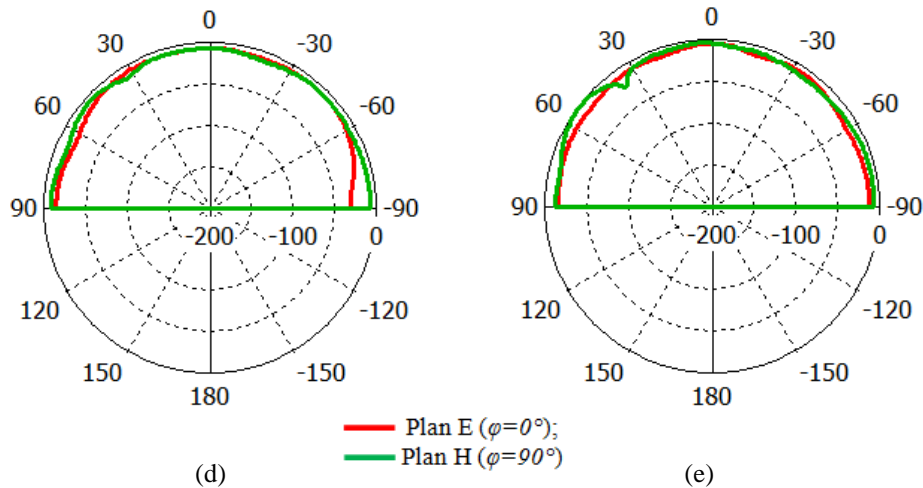 0 0
30 -30 30 -30
60 -60 60 -60
90 -90 90 -90
-200 -100 0 -200 -100 0
120 -120 120 -120
150 -150 150 -150
180 180
Plan E (φ=0°);
Plan H (φ=90°)
(d) (e)